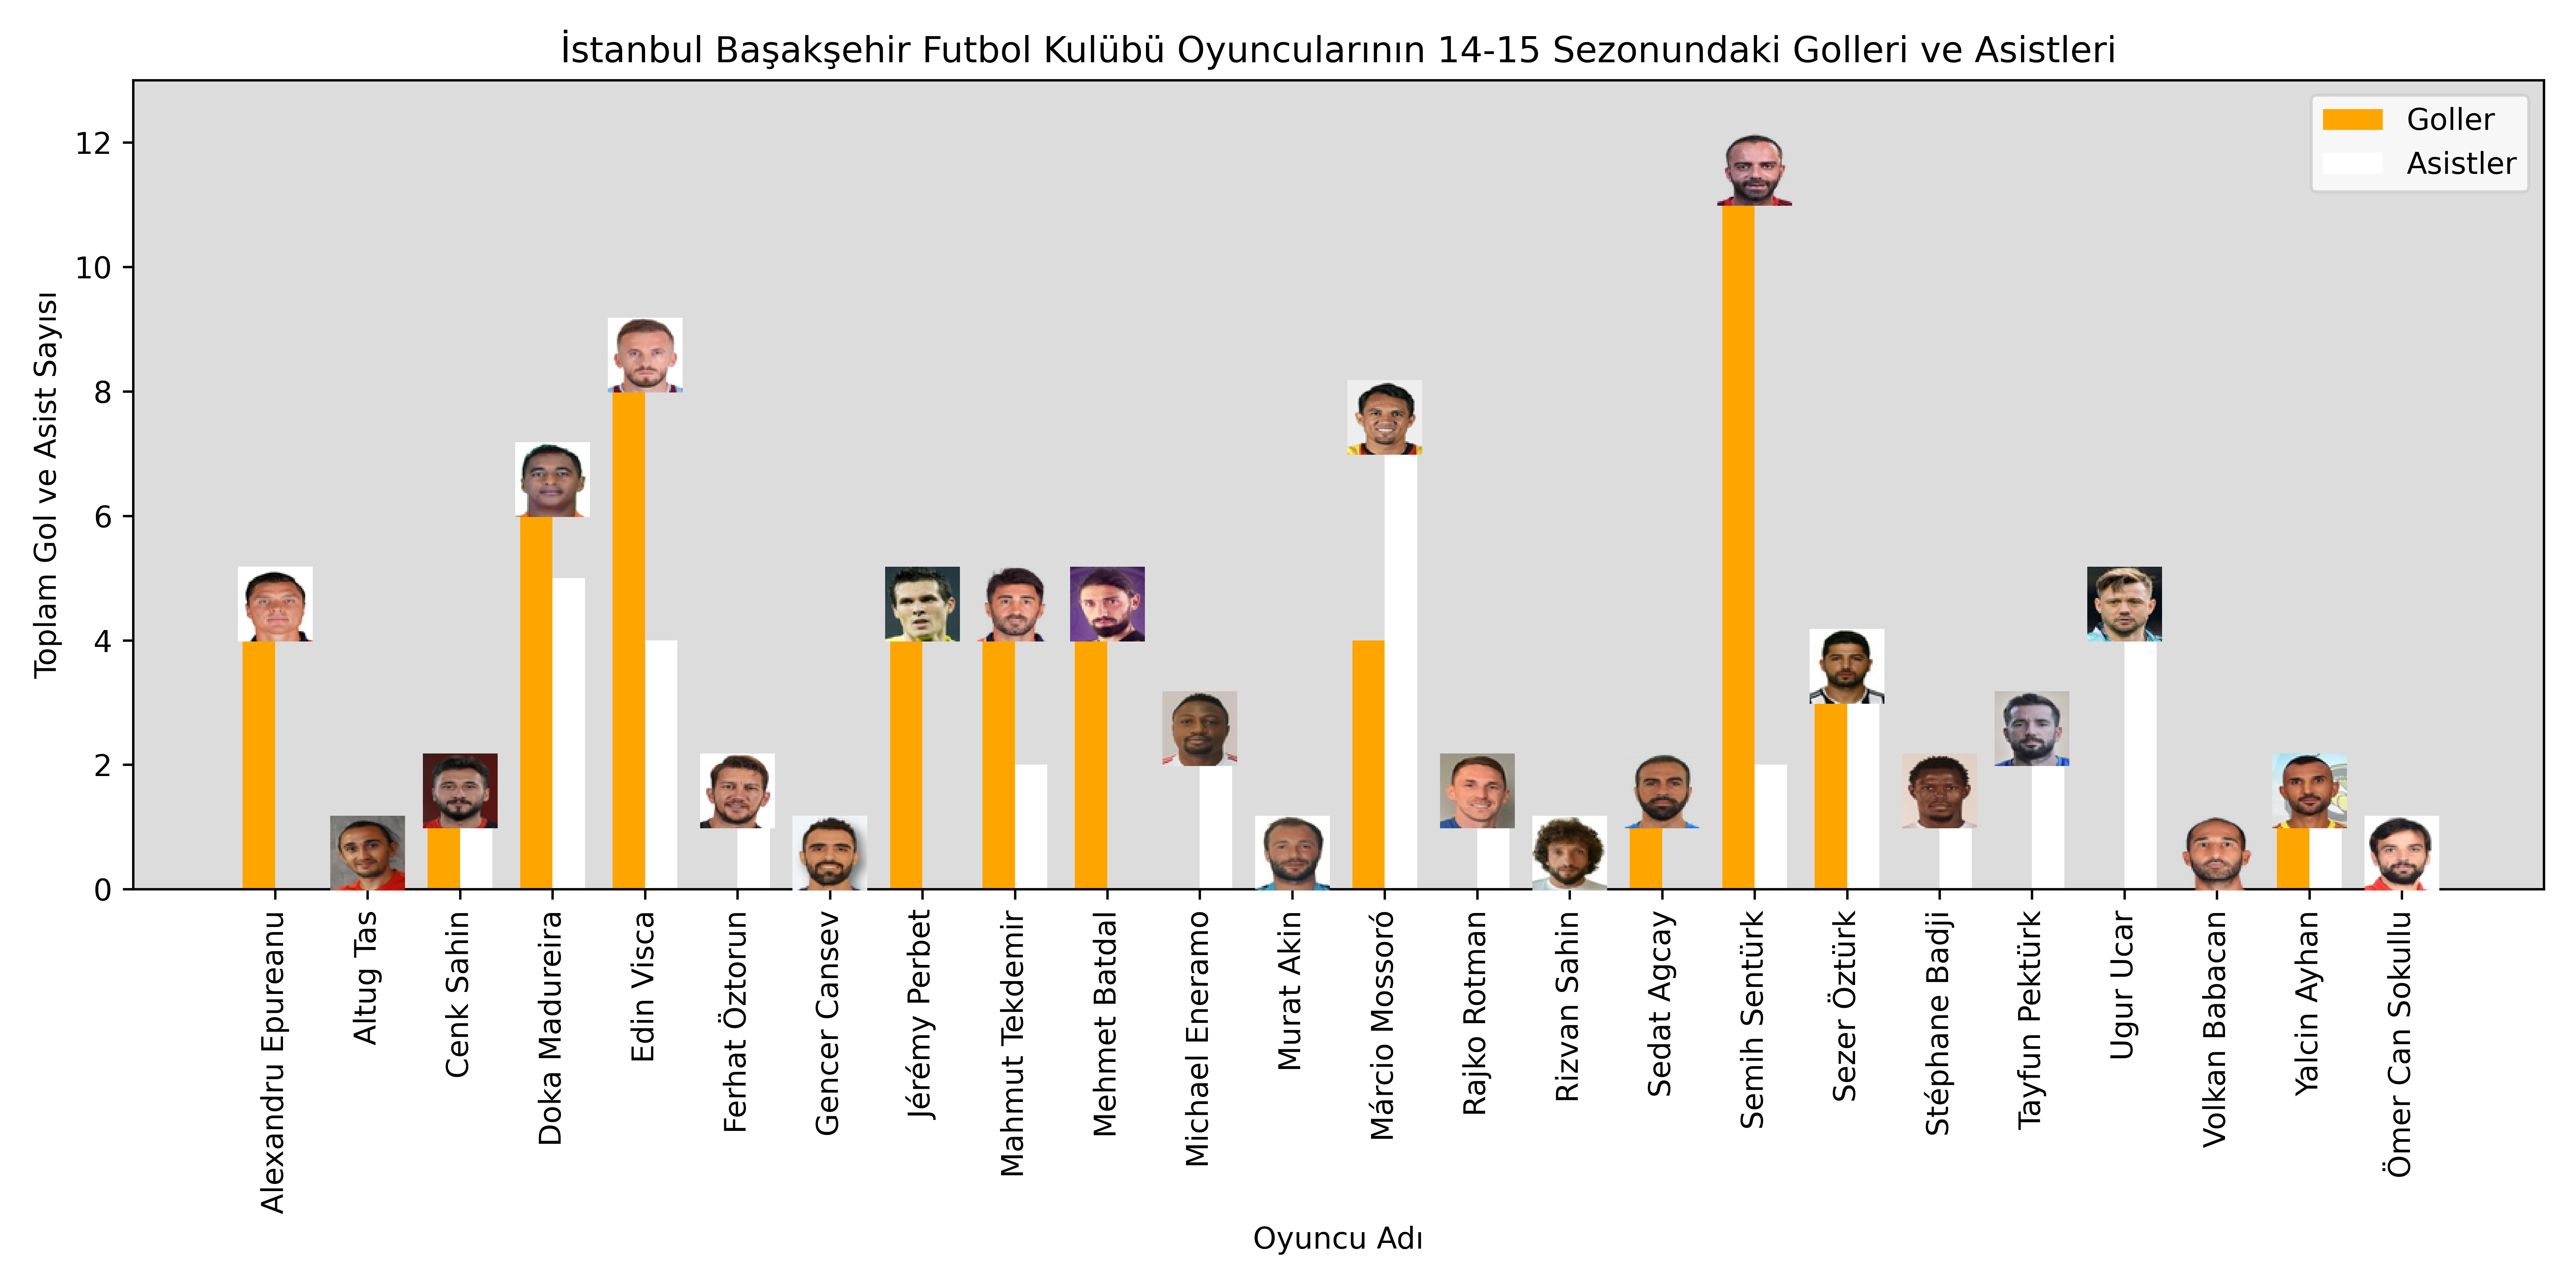 İstanbul Başakşehir Futbol Kulübü Oyuncularının 14-15 Sezonundaki Golleri ve Asistleri
Goller
Asistler
Toplam Gol ve Asist Sayısı
12
10
8
6
4
2
0
Alexandru Epureanu
Altug Tas
Cenk Sahin
Doka Madureira
Edin Visca
Ferhat Öztorun
Gencer Cansev
Jérémy Perbet
Mahmut Tekdemir
Mehmet Batdal
Michael Eneramo
Murat Akin
Márcio Mossoró
Rajko Rotman
Rizvan Sahin
Sedat Agcay
Semih Sentürk
Sezer Öztürk
Stéphane Badji
Tayfun Pektürk
Ugur Ucar
Volkan Babacan
Yalcin Ayhan
Ömer Can Sokullu
Oyuncu Adı